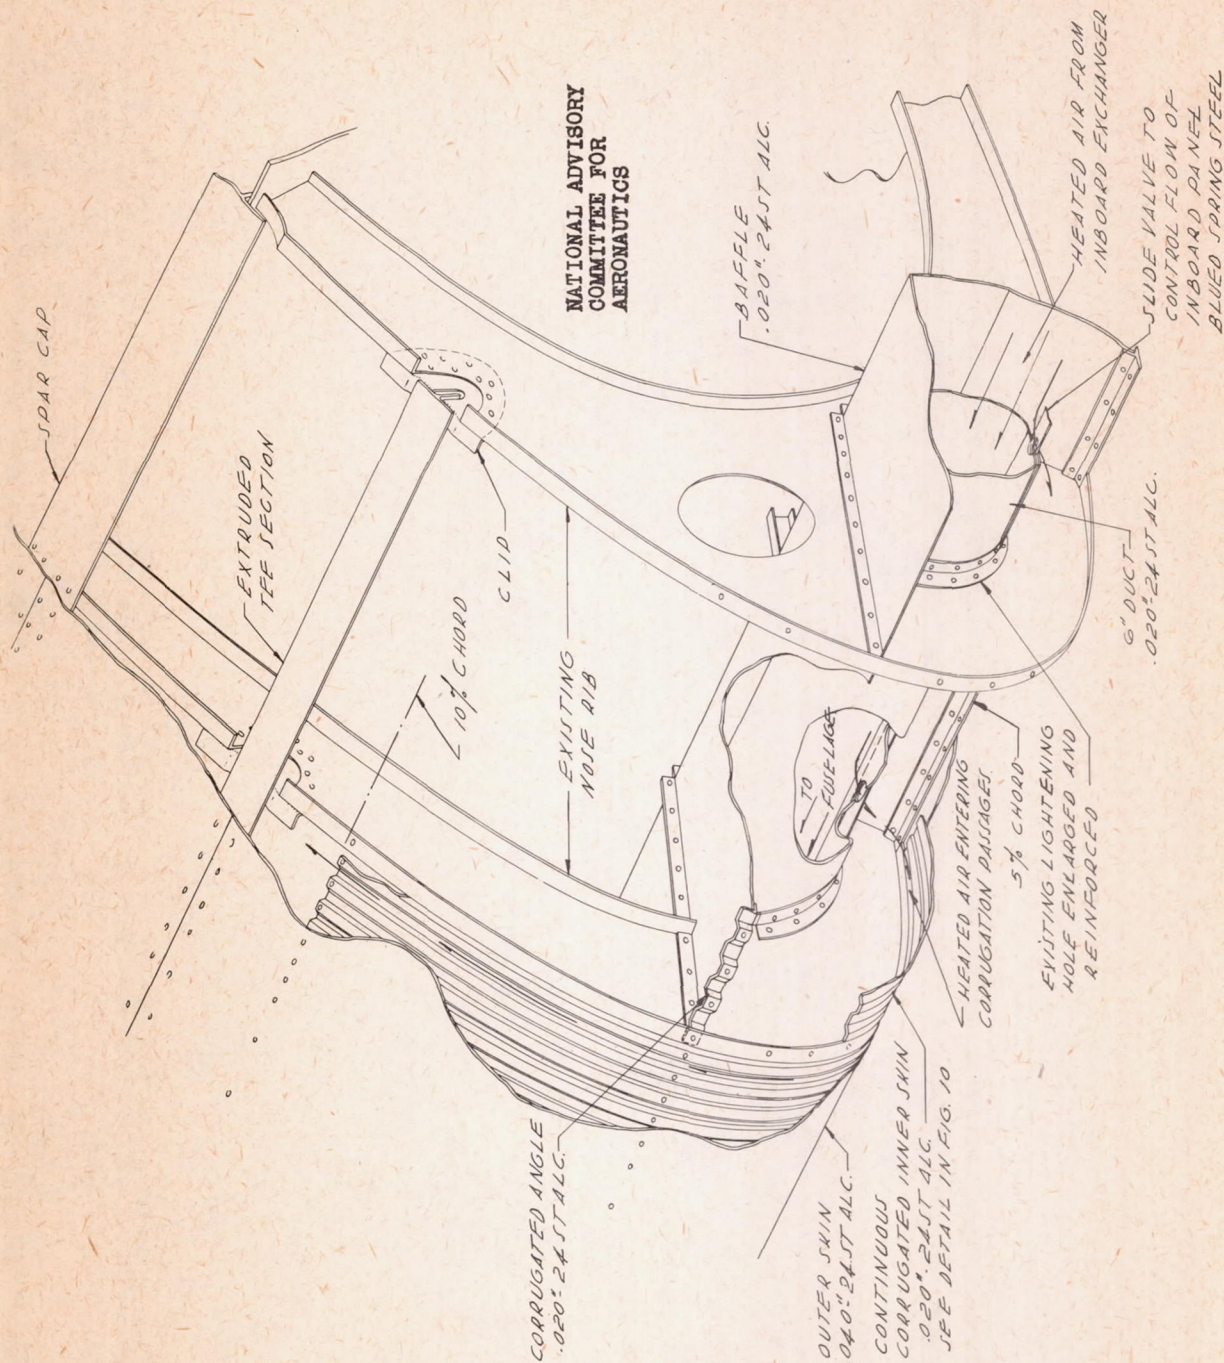 SPAR CAP
EXTRUDED
TEE SECTION
NATIONAL ADVISORY
COMMITTEE FOR
AERONAUTICS
10% CHORD
CLIP
EXISTING
NOSE RIB
BAFFLE
.020"-24ST ALC.
HEATED AIR FROM
INBOARD EXCHANGER
SLIDE VALVE TO
CONTROL FLOW OF
INBOARD PANEL
BLUED SPRING STEEL
6" DUCT
.020"-24ST ALC.
TO
FUSELAGE
HEATED AIR ENTERING
CORRUGATION PASSAGES
5% CHORD
EXISTING LIGHTENING
HOLE ENLARGED AND
REINFORCED
CORRUGATED ANGLE
.020"-24ST ALC.
OUTER SKIN
.040"-24ST ALC.
CONTINUOUS
CORRUGATED INNER SKIN
.020"-24ST ALC.
SEE DETAIL IN FIG. 10